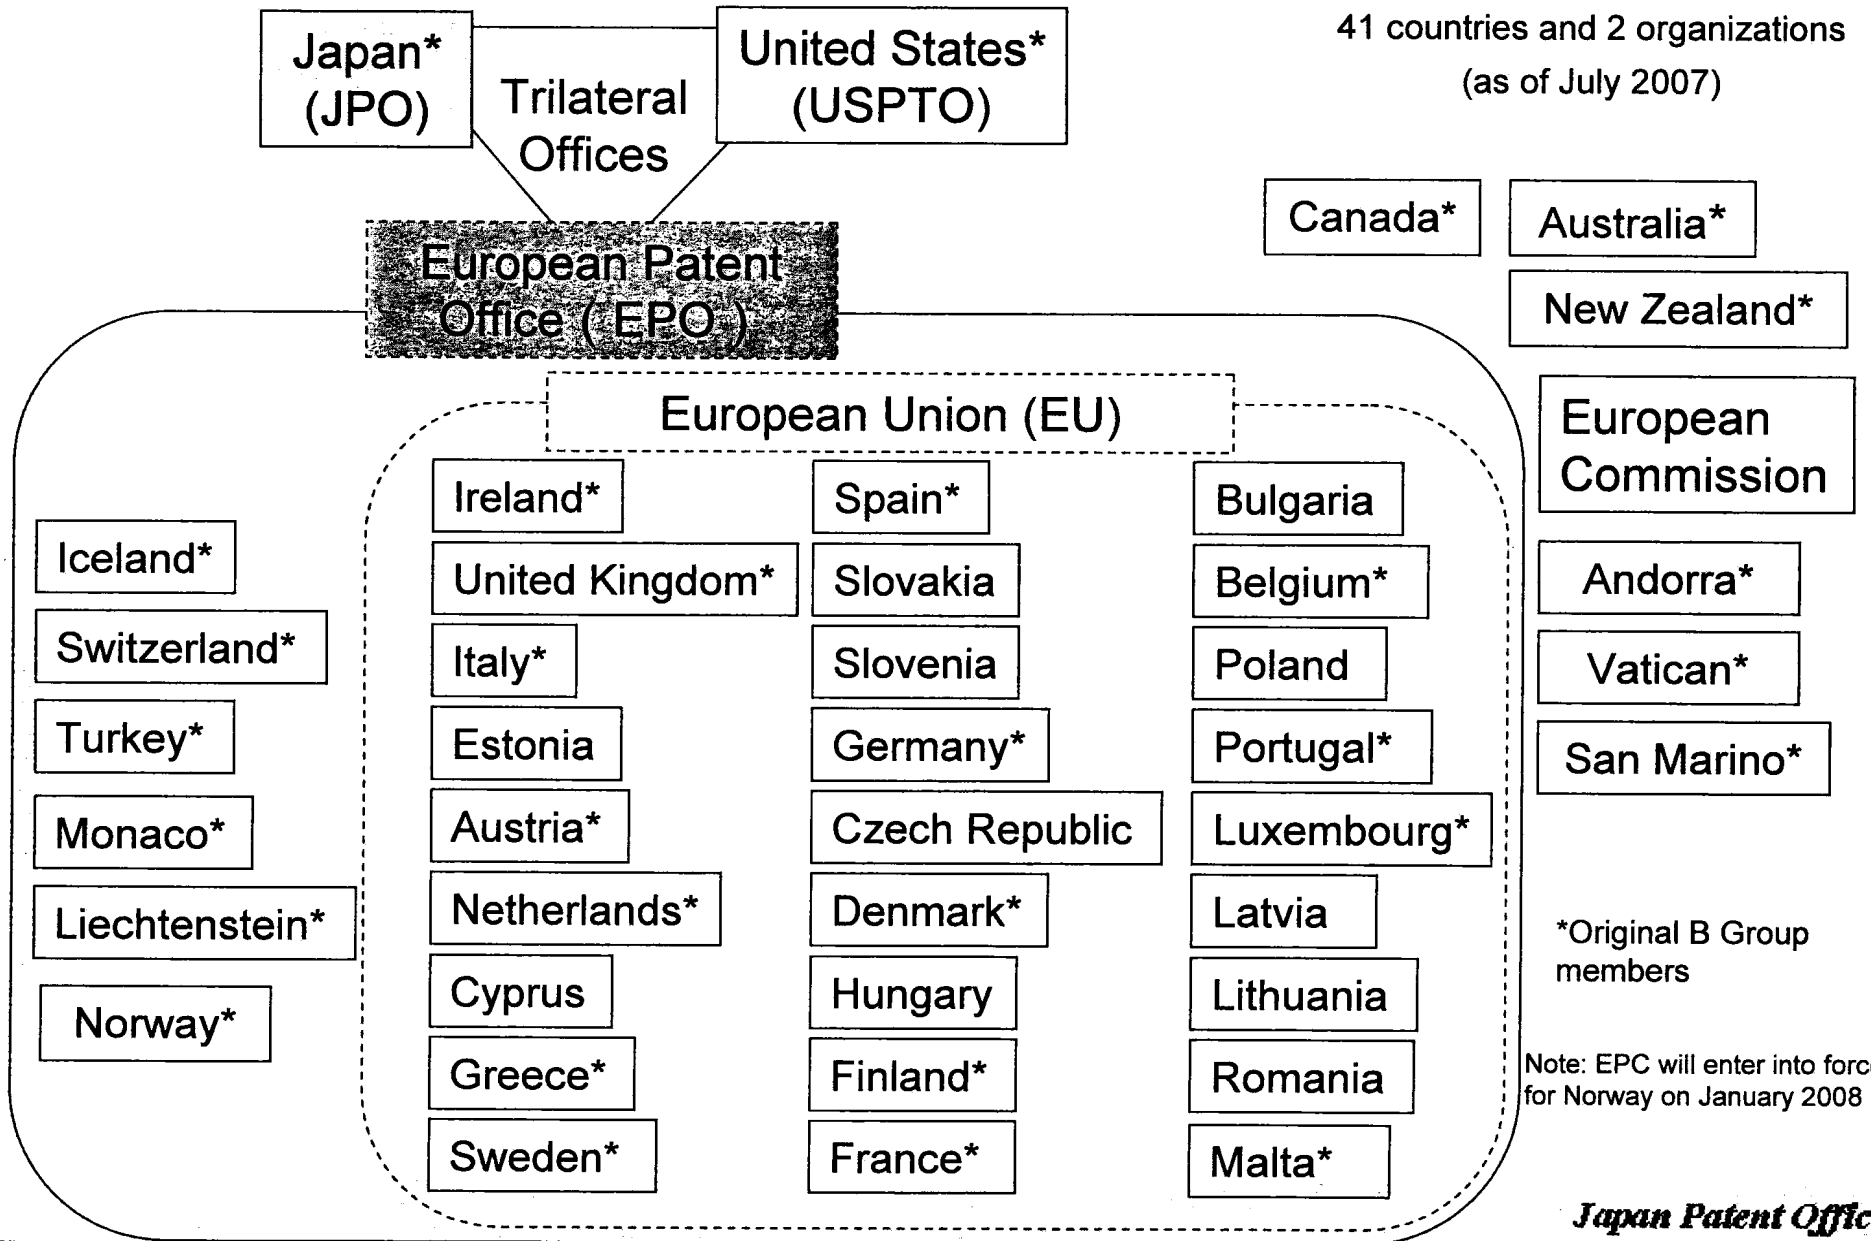 Japan*
(JPO)
Trilateral
Offices
United States*
(USPTO)
41 countries and 2 organizations
(as of July 2007)
European Patent
Office ( EPO )
Canada*
Australia*
New Zealand*
European
Commission
Andorra*
Vatican*
San Marino*
European Union (EU)
Iceland*
Switzerland*
Turkey*
Monaco*
Liechtenstein*
Norway*
Ireland*
United Kingdom*
Italy*
Estonia
Austria*
Netherlands*
Cyprus
Greece*
Sweden*
Spain*
Slovakia
Slovenia
Germany*
Czech Republic
Denmark*
Hungary
Finland*
France*
Bulgaria
Belgium*
Poland
Portugal*
Luxembourg*
Latvia
Lithuania
Romania
Malta*
*Original B Group
members
Note: EPC will enter into forc
for Norway on January 2008
Japan Patent Offic